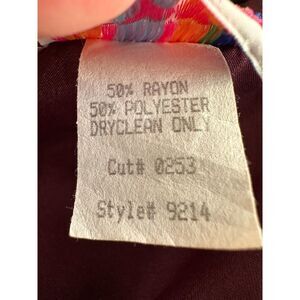 50% RAYON
50% POLYESTER
DRYCLEAN ONLY
Cut# 0253
Style# 9214